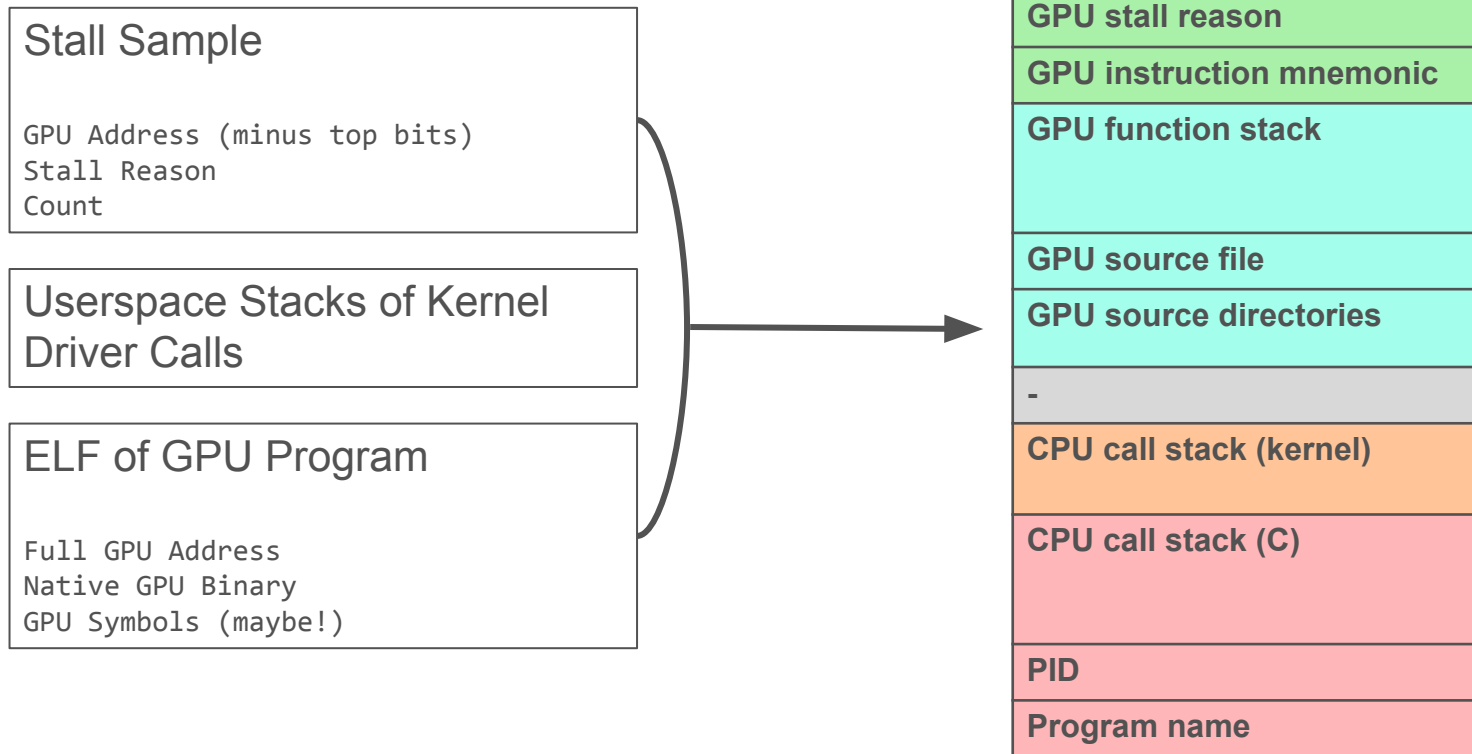 Stall Sample
GPU Address (minus top bits)
Stall Reason
Count
Userspace Stacks of Kernel
Driver Calls
ELF of GPU Program
Full GPU Address
Native GPU Binary
GPU Symbols (maybe!)
GPU stall reason
GPU instruction mnemonic
GPU function stack
GPU source file
GPU source directories
-
CPU call stack (kernel)
CPU call stack (C)
PID
Program name